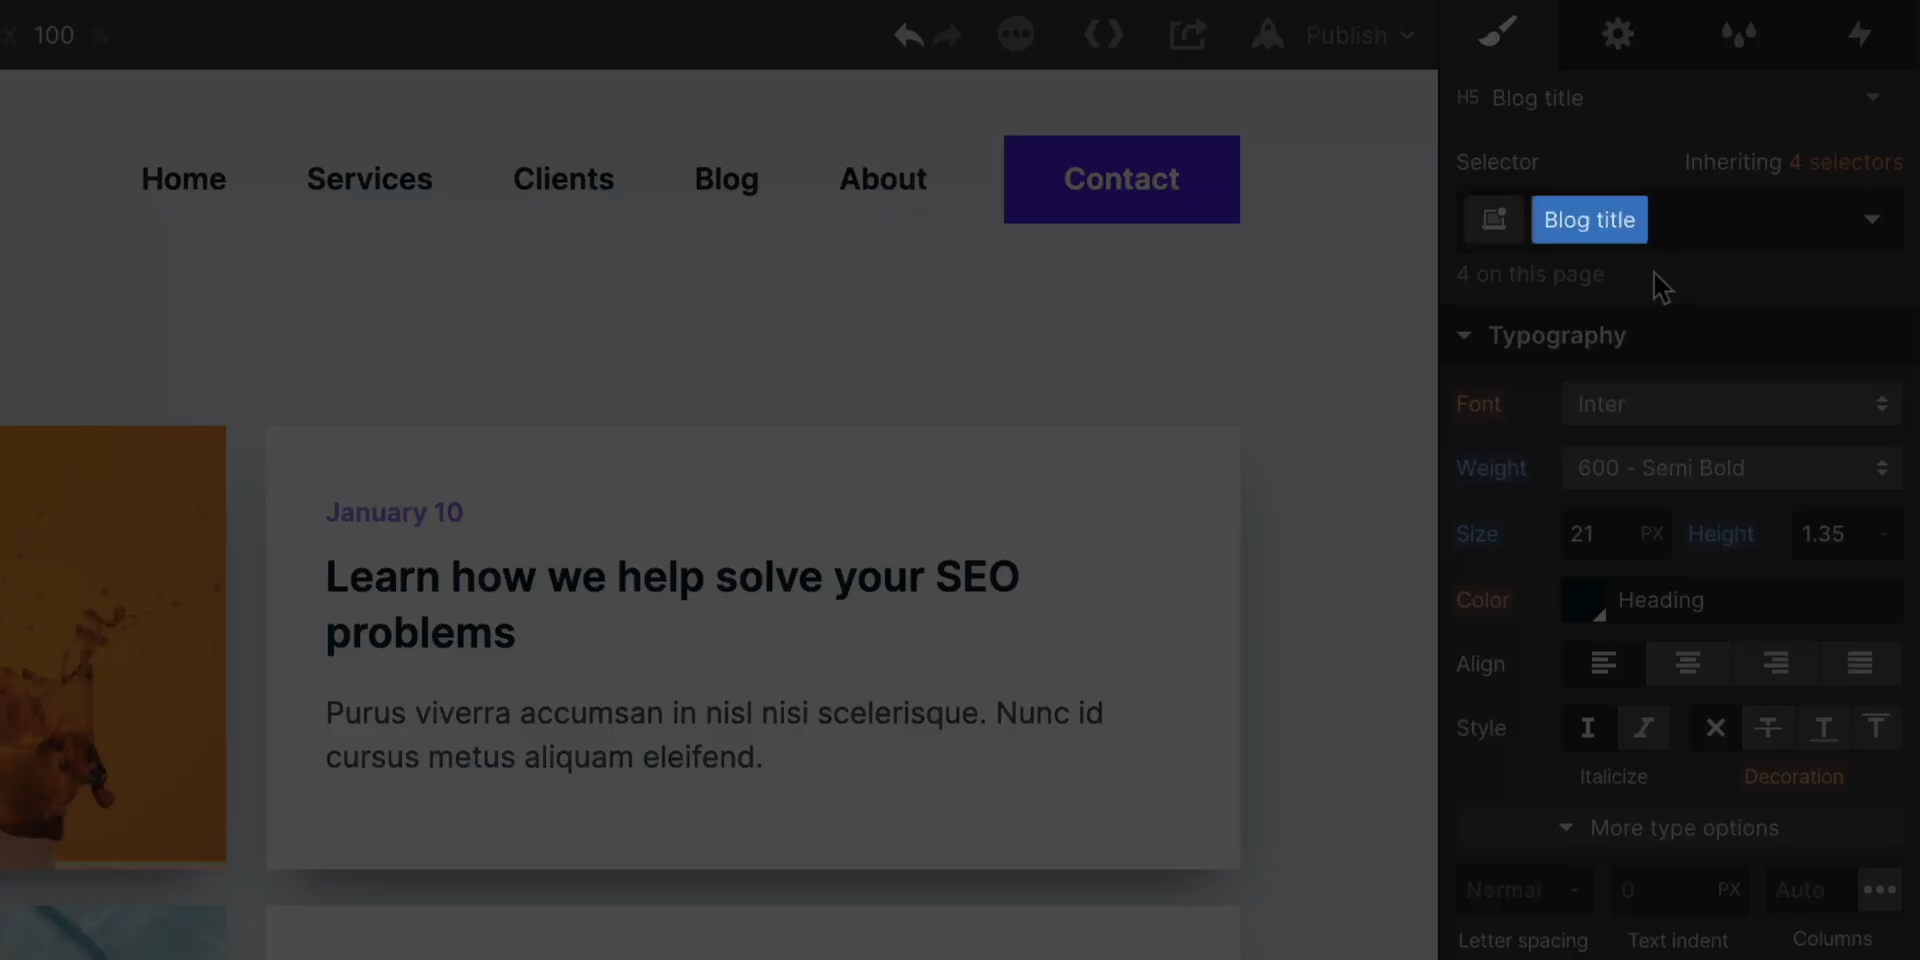 100 %
Publish
H5 Blog title
Selector
Inheriting 4 selectors
Blog title
4 on this page
Home
Services
Clients
Blog
About
Contact
Typography
Font
Inter
Weight
600 - Semi Bold
Size
21 PX
Height
1.35 -
Color
Heading
Align
Style
Italicize
Decoration
More type options
Normal -
0 PX
Auto
Letter spacing
Text indent
Columns
January 10
Learn how we help solve your SEO
problems
Purus viverra accumsan in nisl nisi scelerisque. Nunc id
cursus metus aliquam eleifend.